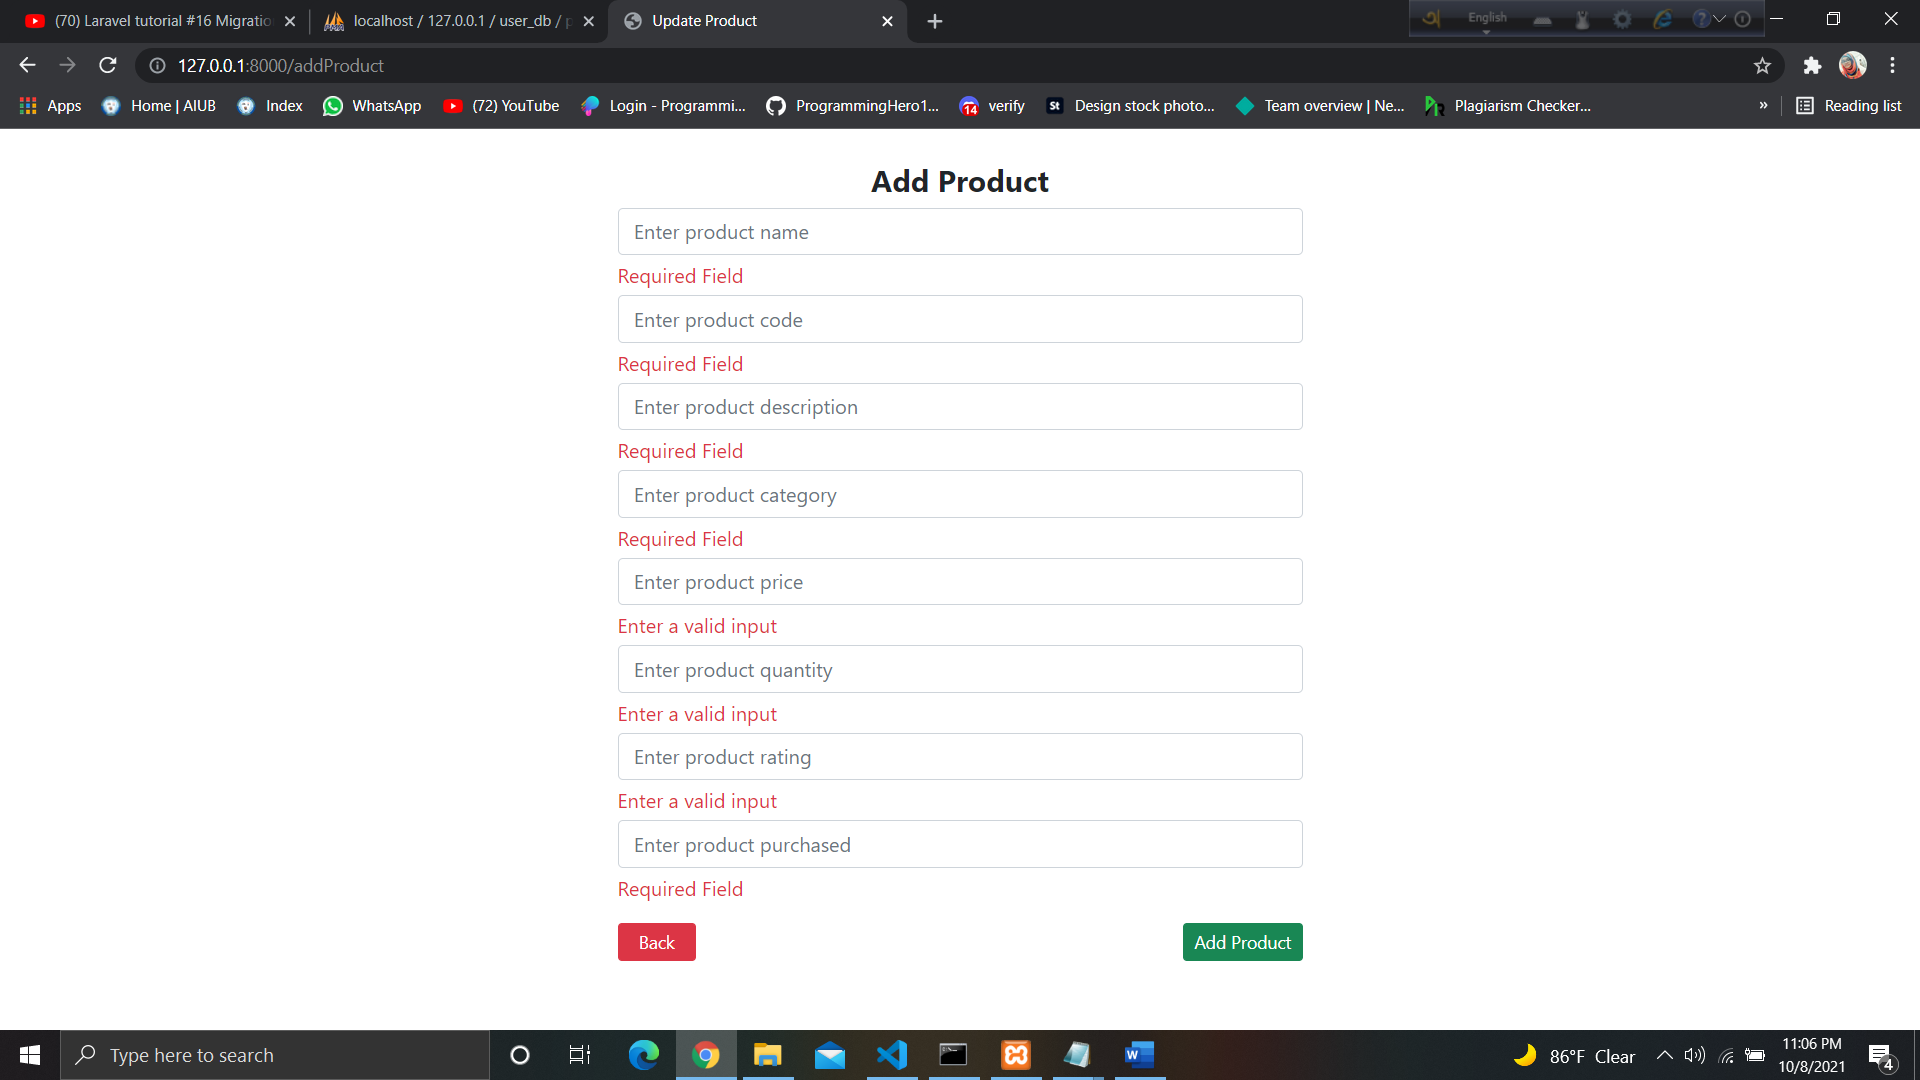 (70) Laravel tutorial #16 Migratio
localhost / 127.0.0.1 / user_db / p
Update Product
English
127.0.0.1:8000/addProduct
Apps
Home | AIUB
Index
WhatsApp
(72) YouTube
Login - Programmi...
ProgrammingHero1...
14
verify
St
Design stock photo...
Team overview | Ne...
Plagiarism Checker...
»
Reading list
Add Product
Enter product name
Required Field
Enter product code
Required Field
Enter product description
Required Field
Enter product category
Required Field
Enter product price
Enter a valid input
Enter product quantity
Enter a valid input
Enter product rating
Enter a valid input
Enter product purchased
Required Field
Back
Add Product
Type here to search
86°F Clear
11:06 PM
10/8/2021
4